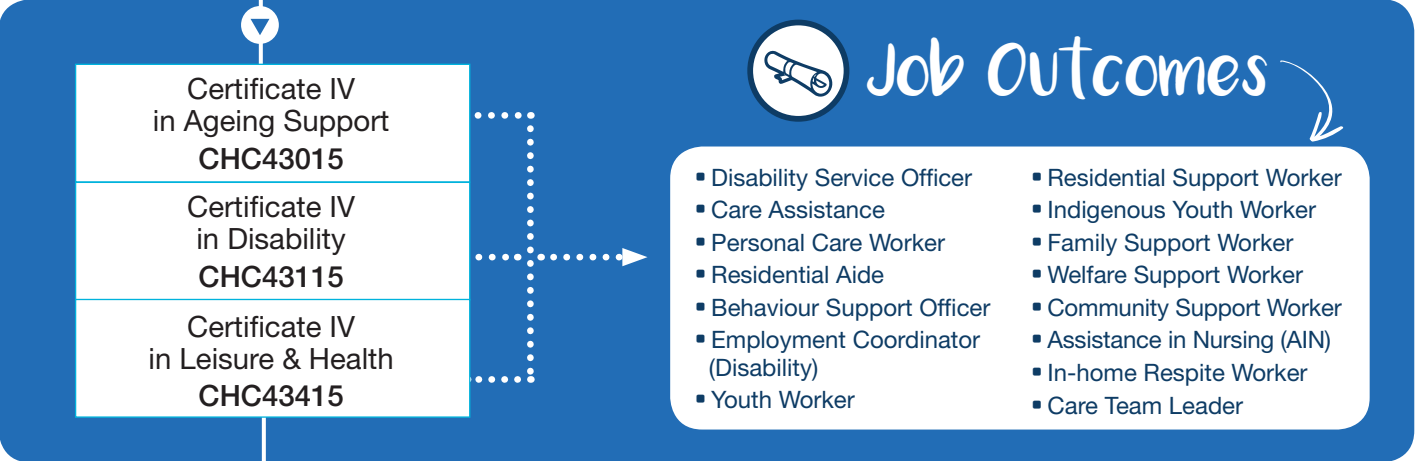 Certificate IV
in Ageing Support
CHC43015
Certificate IV
in Disability
CHC43115
Certificate IV
in Leisure & Health
CHC43415
Job Outcomes
▪ Disability Service Officer
▪ Care Assistance
▪ Personal Care Worker
▪ Residential Aide
▪ Behaviour Support Officer
▪ Employment Coordinator
(Disability)
▪ Youth Worker
▪ Residential Support Worker
▪ Indigenous Youth Worker
▪ Family Support Worker
▪ Welfare Support Worker
▪ Community Support Worker
▪ Assistance in Nursing (AIN)
▪ In-home Respite Worker
▪ Care Team Leader